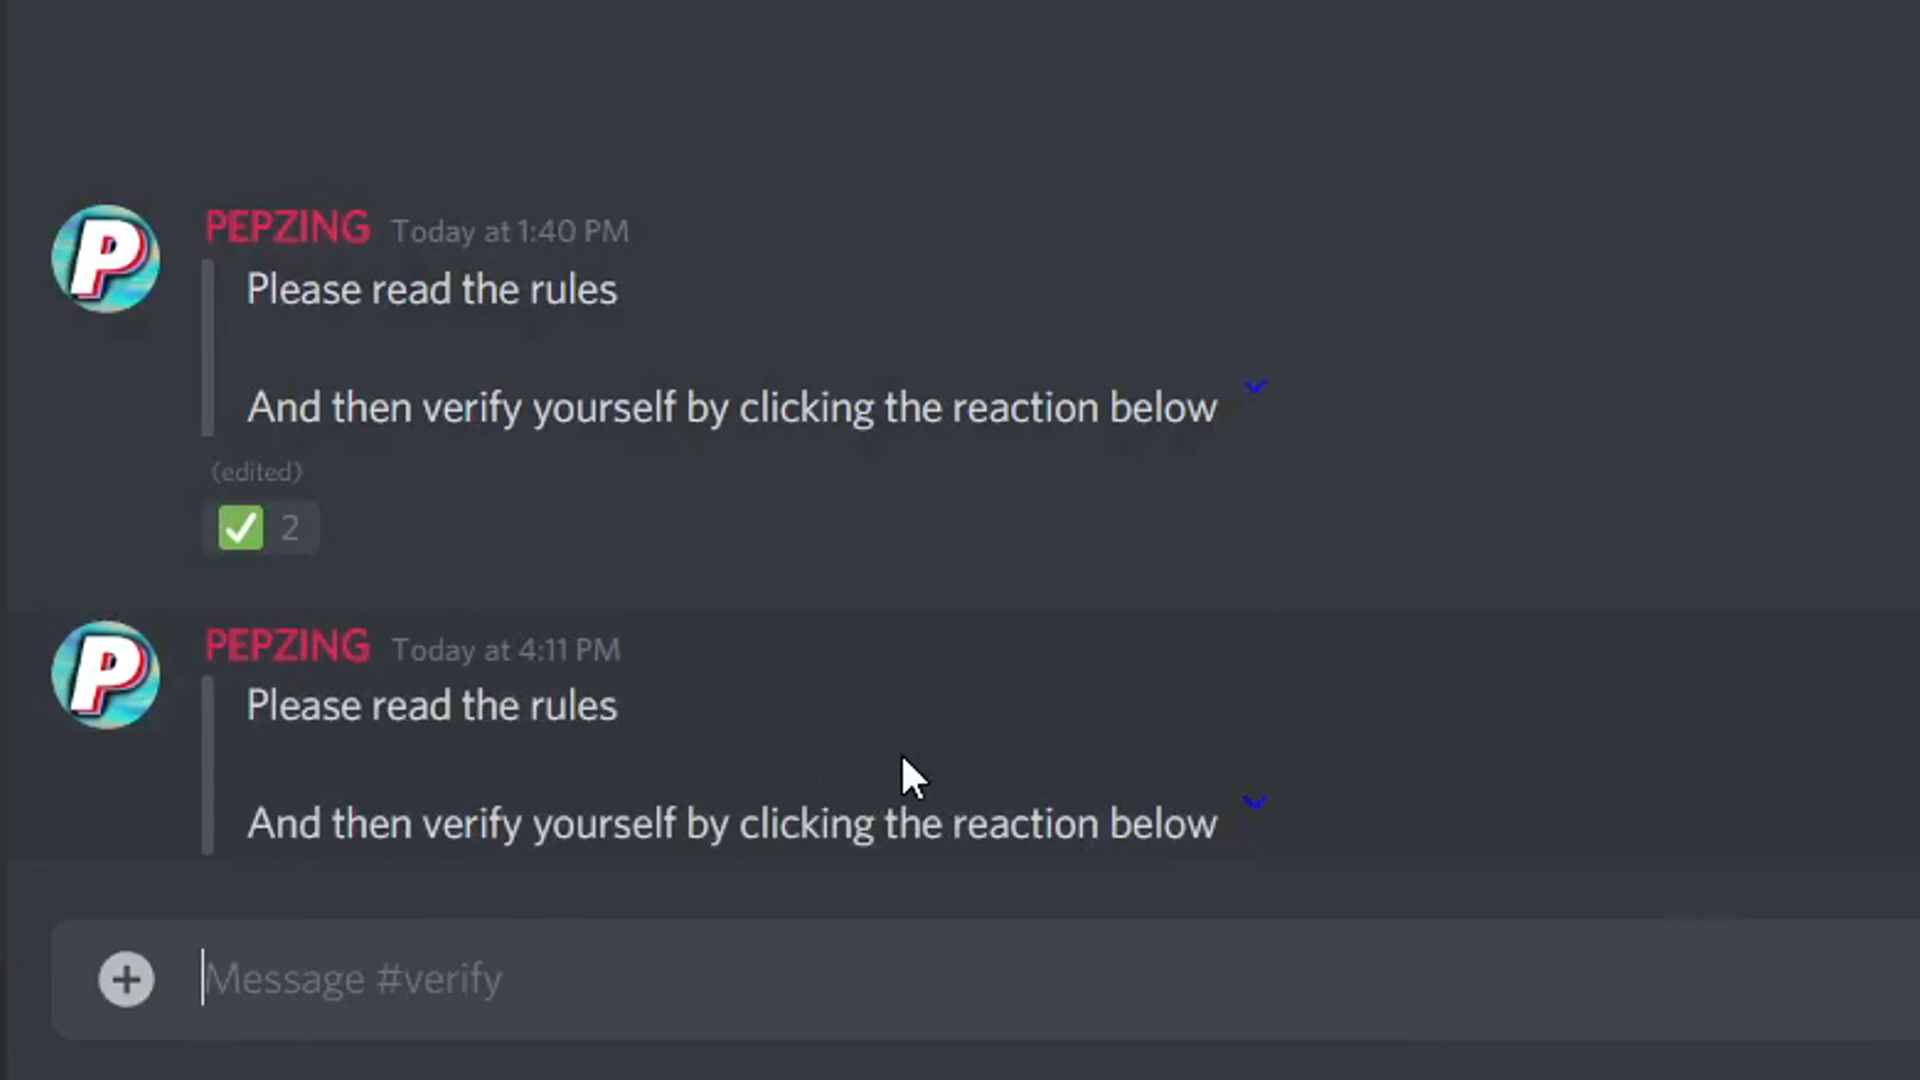 PEPZING Today at 1:40 PM
Please read the rules
And then verify yourself by clicking the reaction below
(edited)
✅ 2
PEPZING Today at 4:11 PM
Please read the rules
And then verify yourself by clicking the reaction below
Message #verify
P
P